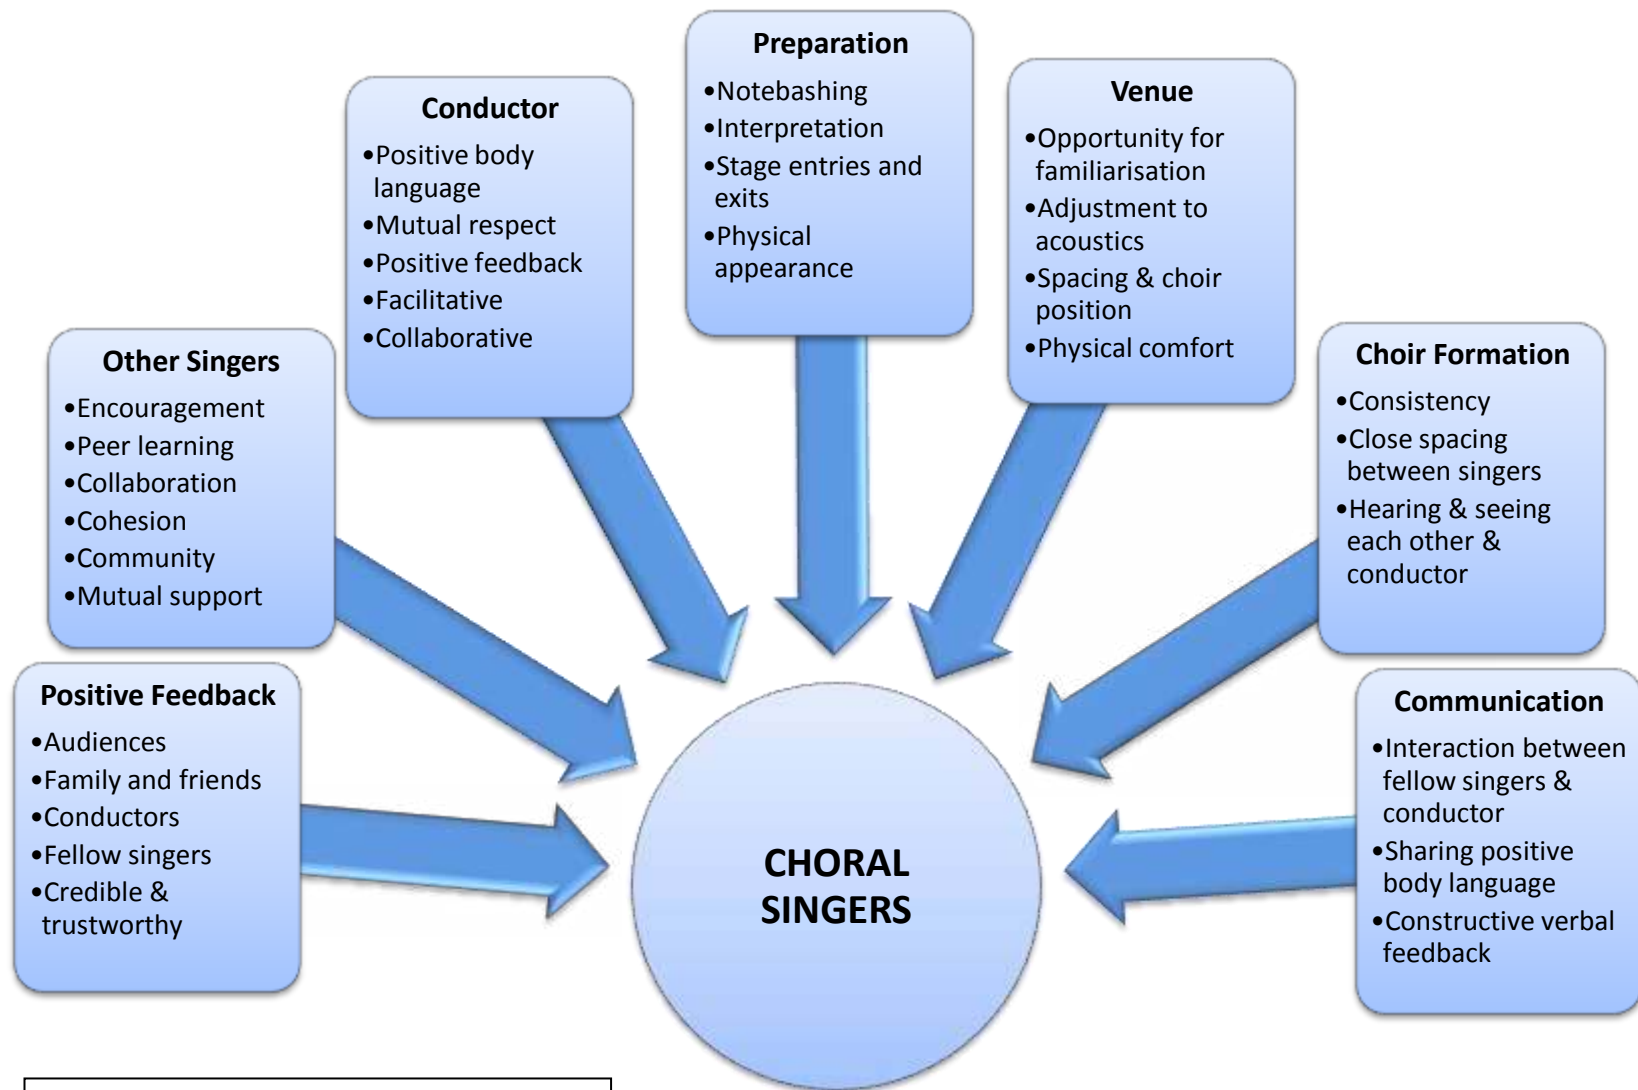 Preparation
•Notebashing
•Interpretation
•Stage entries and
exits
•Physical
appearance
Conductor
•Positive body
language
•Mutual respect
•Positive feedback
•Facilitative
•Collaborative
Venue
•Opportunity for
familiarisation
•Adjustment to
acoustics
•Spacing & choir
position
•Physical comfort
Other Singers
•Encouragement
•Peer learning
•Collaboration
•Cohesion
•Community
•Mutual support
Choir Formation
•Consistency
•Close spacing
between singers
•Hearing & seeing
each other &
conductor
Positive Feedback
•Audiences
•Family and friends
•Conductors
•Fellow singers
•Credible &
trustworthy
Communication
•Interaction between
fellow singers &
conductor
•Sharing positive
body language
•Constructive verbal
feedback
CHORAL
SINGERS